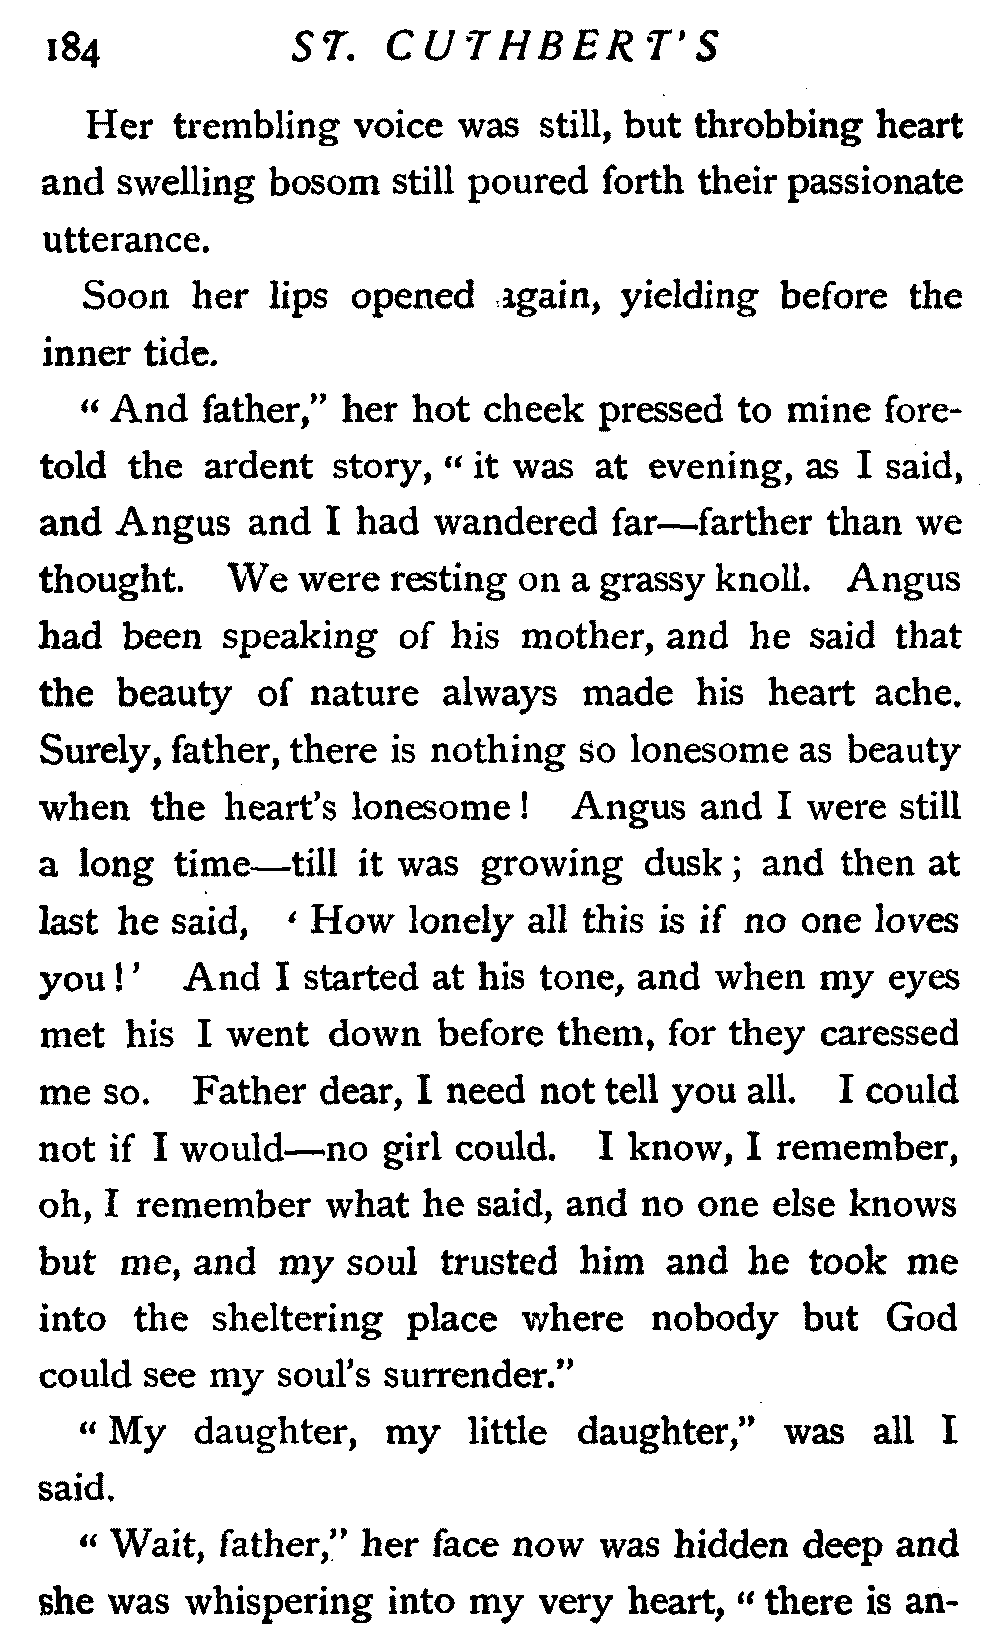 184 ST. CUTHBERT'S
Her trembling voice was still, but throbbing heart
and swelling bosom still poured forth their passionate
utterance.
Soon her lips opened again, yielding before the
inner tide.
“ And father,” her hot cheek pressed to mine fore-
told the ardent story, “ it was at evening, as I said,
and Angus and I had wandered far—farther than we
thought. We were resting on a grassy knoll. Angus
had been speaking of his mother, and he said that
the beauty of nature always made his heart ache.
Surely, father, there is nothing so lonesome as beauty
when the heart's lonesome ! Angus and I were still
a long time—till it was growing dusk ; and then at
last he said, ‘ How lonely all this is if no one loves
you ! ’ And I started at his tone, and when my eyes
met his I went down before them, for they caressed
me so. Father dear, I need not tell you all. I could
not if I would—no girl could. I know, I remember,
oh, I remember what he said, and no one else knows
but me, and my soul trusted him and he took me
into the sheltering place where nobody but God
could see my soul's surrender.”
“ My daughter, my little daughter,” was all I
said.
“ Wait, father,” her face now was hidden deep and
she was whispering into my very heart, “ there is an-